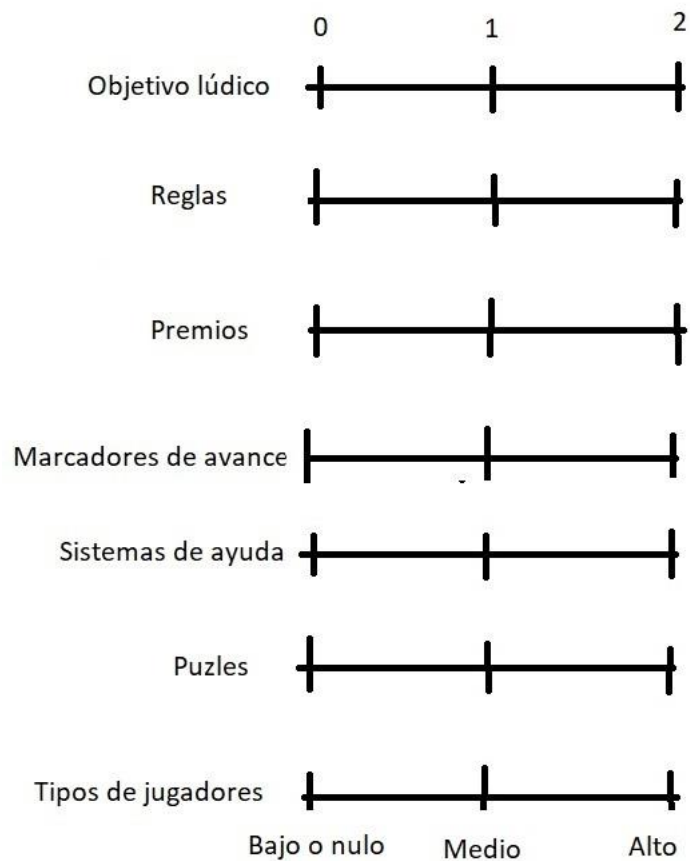 0 1 2
Objetivo lúdico
Reglas
Premios
Marcadores de avance
Sistemas de ayuda
Puzles
Tipos de jugadores
Bajo o nulo Medio Alto